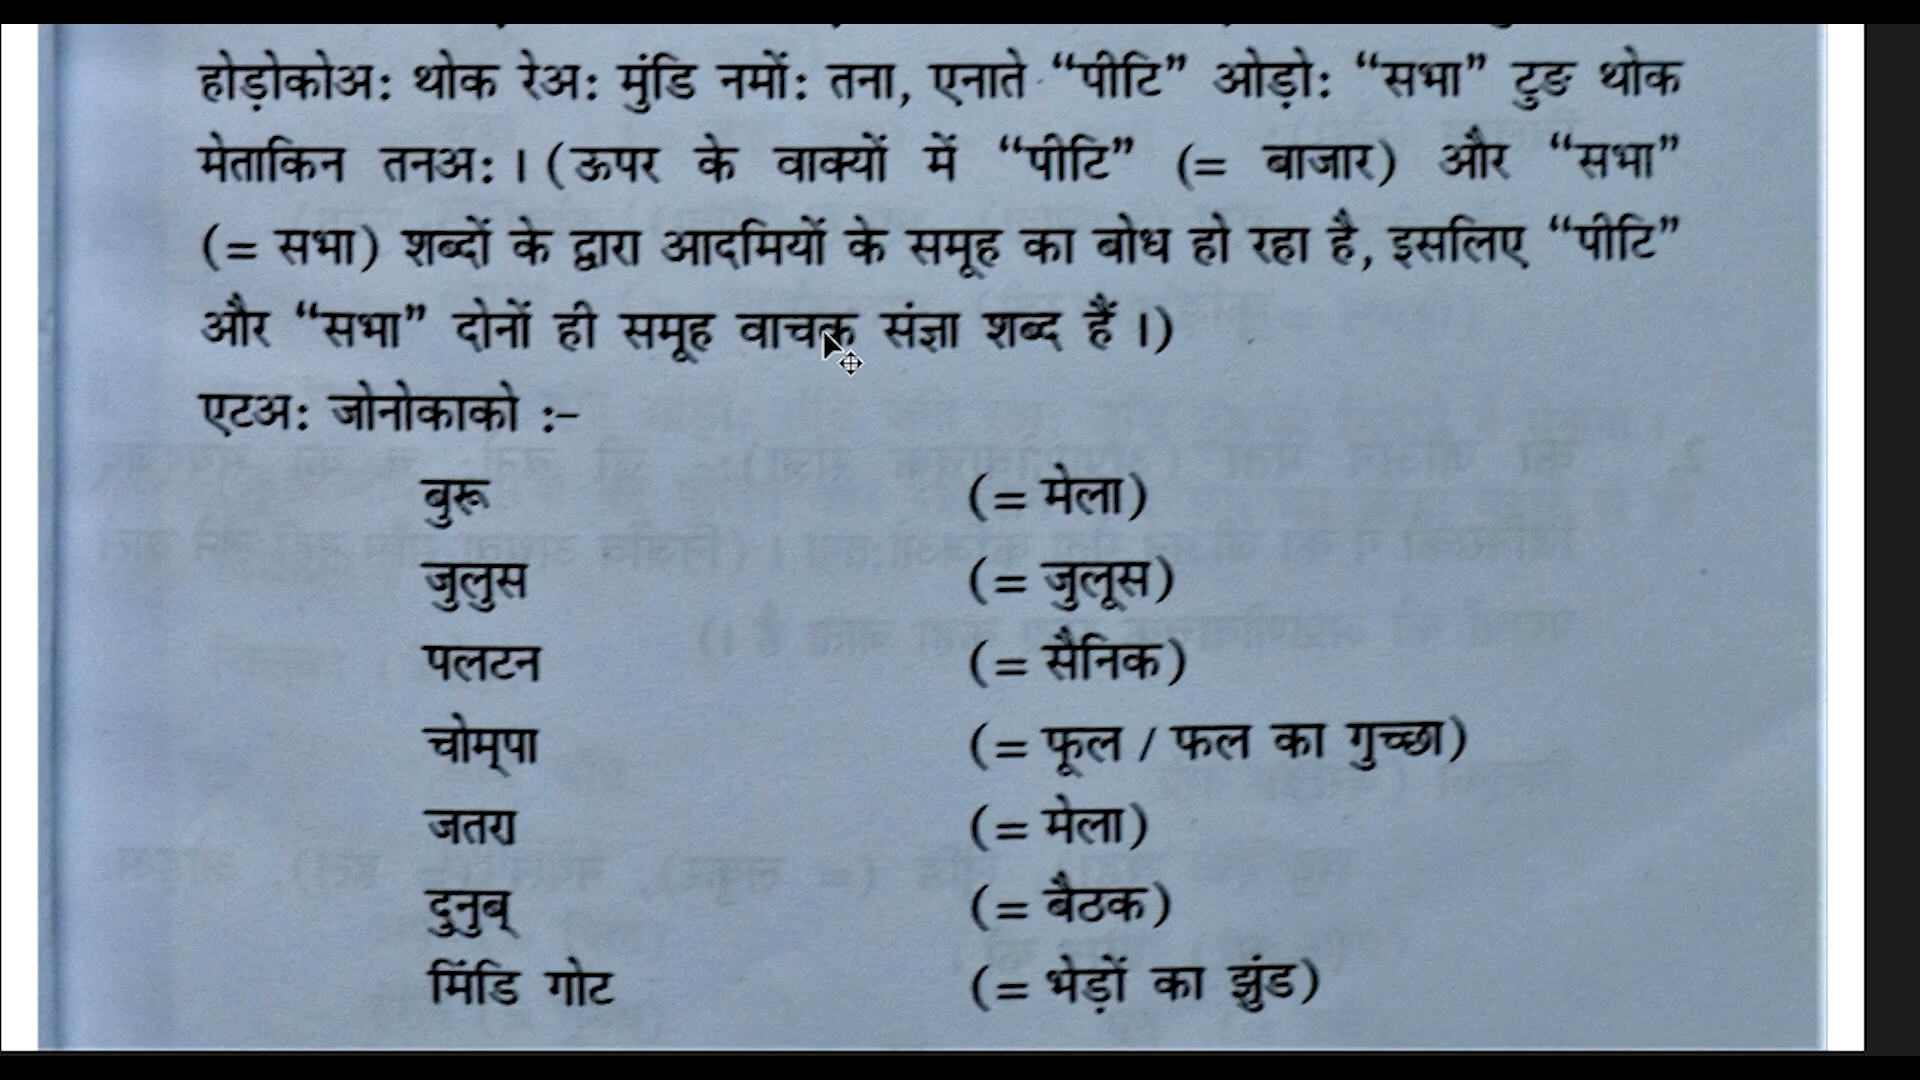 होड़ोकोअ: थोक रेअ: मुंडि नमों: तना, एनाते “पीटि” ओड़ो: “सभा” टुङ थोक
मेताकिन तनअ: । (ऊपर के वाक्यों में “पीटि” (= बाजार) और “सभा”
(= सभा) शब्दों के द्वारा आदमियों के समूह का बोध हो रहा है, इसलिए “पीटि”
और “सभा” दोनों ही समूह वाचक संज्ञा शब्द हैं ।)
एटअ: जोनोकाको :–
बुरू (= मेला)
जुलुस (= जुलूस)
पलटन (= सैनिक)
चोम्‌पा (= फूल / फल का गुच्छा)
जतरा (= मेला)
दुनुब् (= बैठक)
मिंडि गोट (= भेड़ों का झुंड)